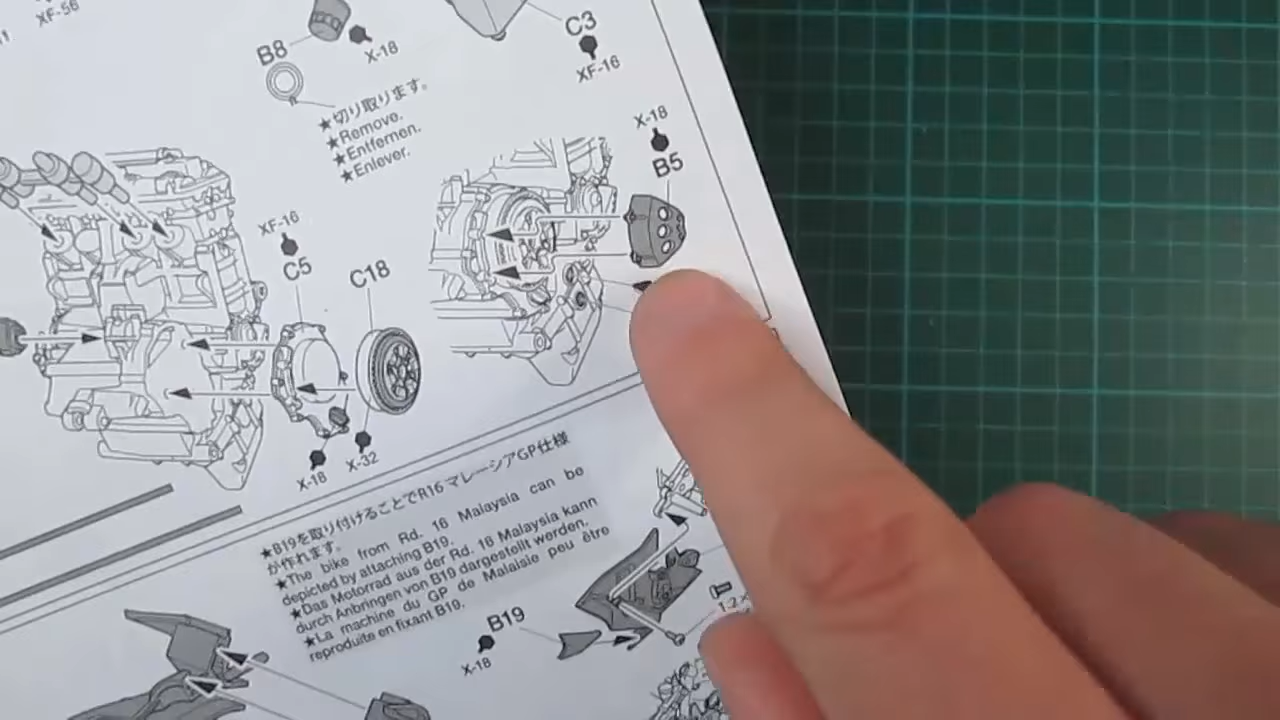 XF-56
B8
X-18
C3
XF-16
★切り取ります。
★Remove.
★Entfernen.
★Enlever.
X-18
B5
XF-16
C5
C18
X-18
X-32
★B19を取り付けることでR16 マレーシアGP仕様
が作れます。
★The bike from Rd. 16 Malaysia can be
depicted by attaching B19.
★Das Motorrad aus der Rd. 16 Malaysia kann
durch Anbringen von B19 dargestellt werden.
★La machine du GP de Malaisie peu être
reproduite en fixant B19.
B19
X-18